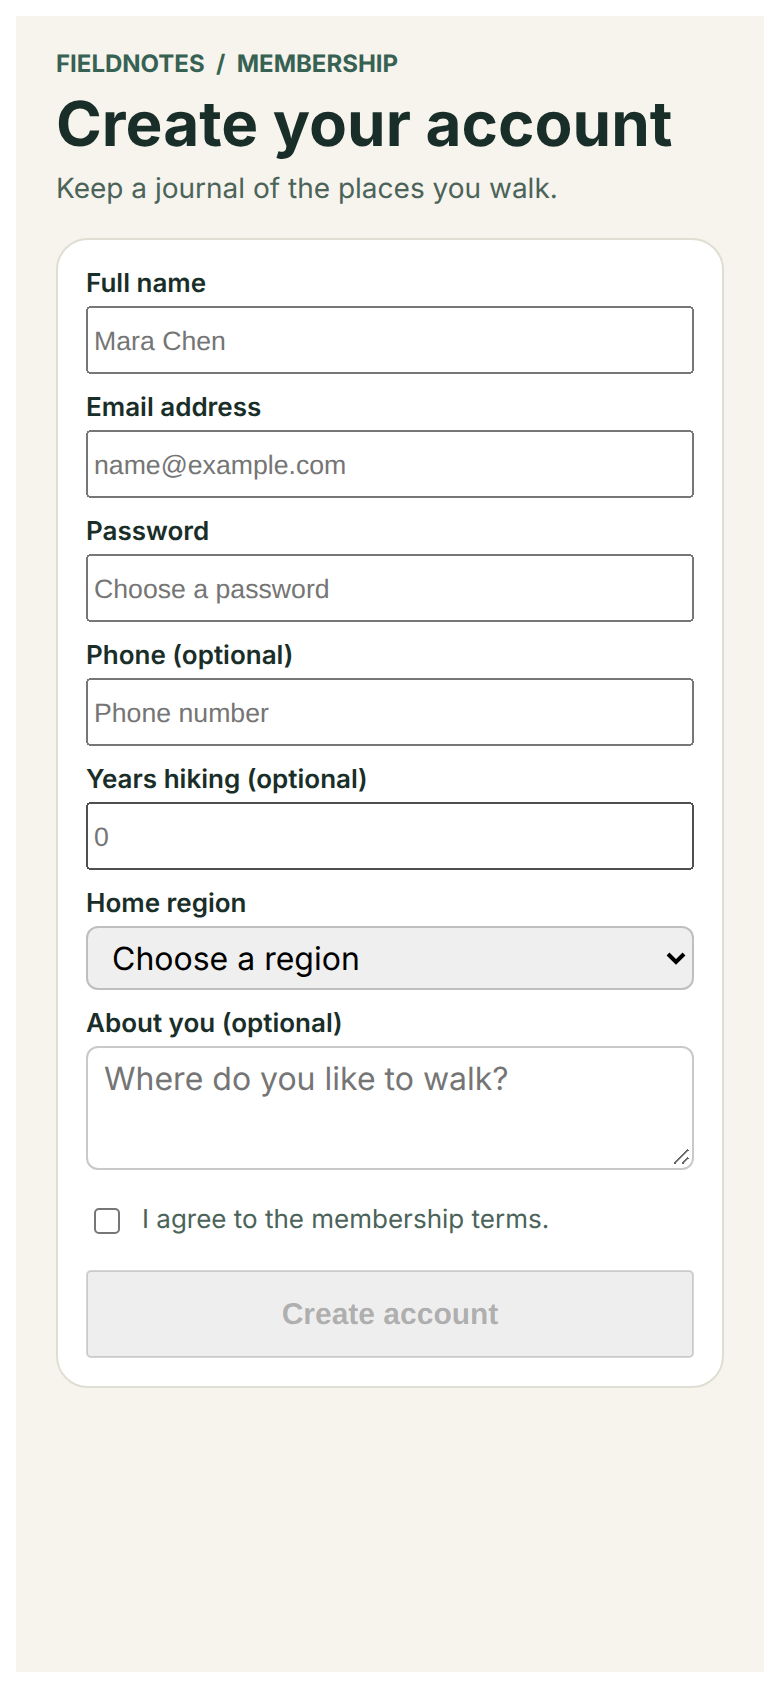 FIELDNOTES / MEMBERSHIP
Create your account
Keep a journal of the places you walk.
Full name
Mara Chen
Email address
name@example.com
Password
Choose a password
Phone (optional)
Phone number
Years hiking (optional)
0
Home region
Choose a region
About you (optional)
Where do you like to walk?
I agree to the membership terms.
Create account